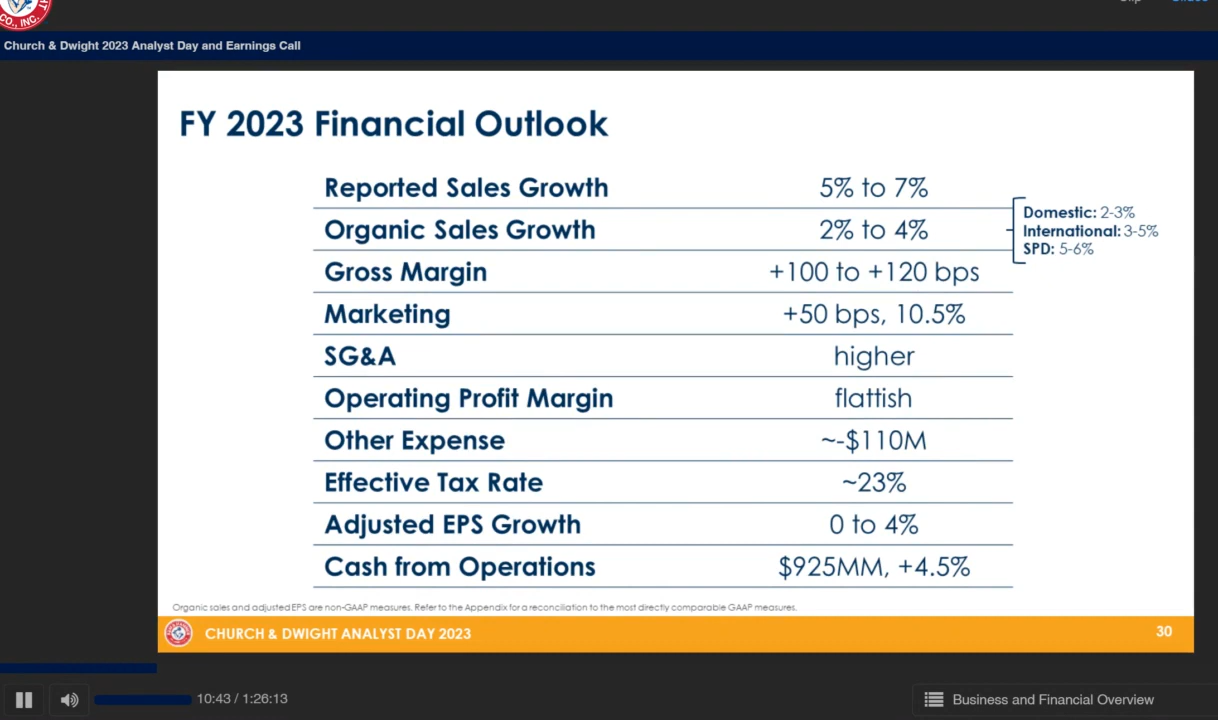 CO., INC.
Church & Dwight 2023 Analyst Day and Earnings Call
FY 2023 Financial Outlook
Reported Sales Growth 5% to 7%
Organic Sales Growth 2% to 4%
Domestic: 2-3%
International: 3-5%
SPD: 5-6%
Gross Margin +100 to +120 bps
Marketing +50 bps, 10.5%
SG&A higher
Operating Profit Margin flattish
Other Expense ~-$110M
Effective Tax Rate ~23%
Adjusted EPS Growth 0 to 4%
Cash from Operations $925MM, +4.5%
Organic sales and adjusted EPS are non-GAAP measures. Refer to the Appendix for a reconciliation to the most directly comparable GAAP measures.
CHURCH & DWIGHT ANALYST DAY 2023 30
10:43 / 1:26:13 Business and Financial Overview